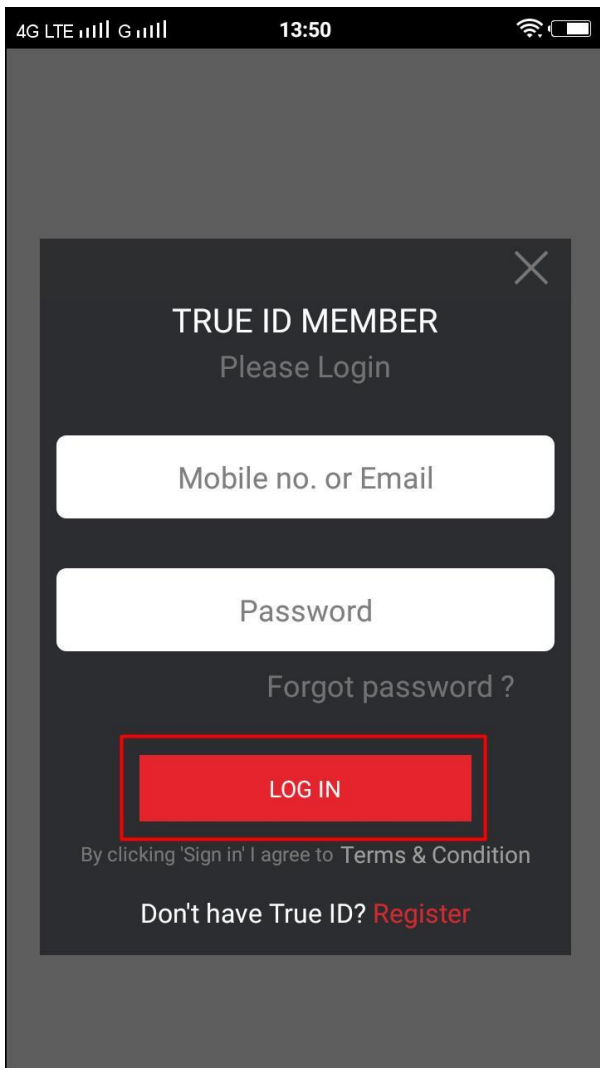 4G LTE G 13:50
TRUE ID MEMBER
Please Login
Mobile no. or Email
Password
Forgot password ?
LOG IN
By clicking 'Sign in' I agree to Terms & Condition
Don't have True ID? Register